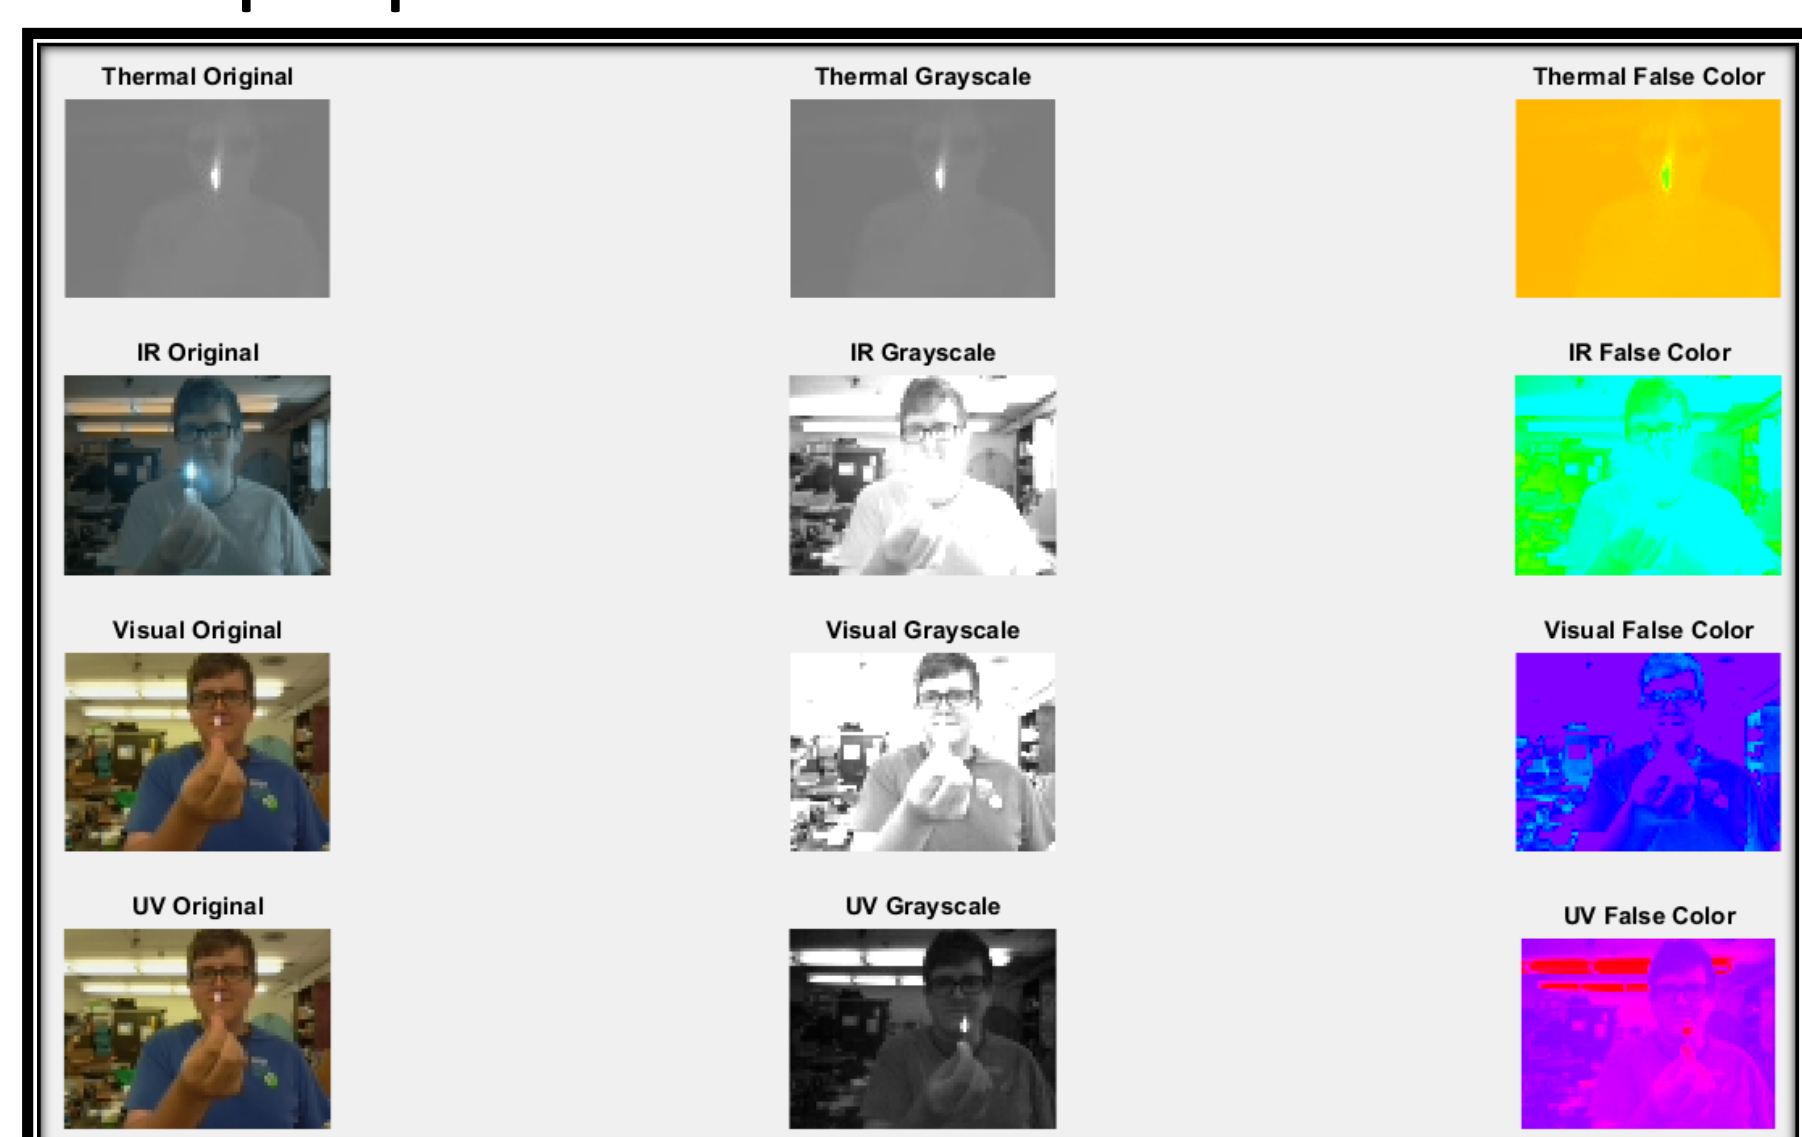 Thermal Original
Thermal Grayscale
Thermal False Color
IR Original
IR Grayscale
IR False Color
Visual Original
Visual Grayscale
Visual False Color
UV Original
UV Grayscale
UV False Color